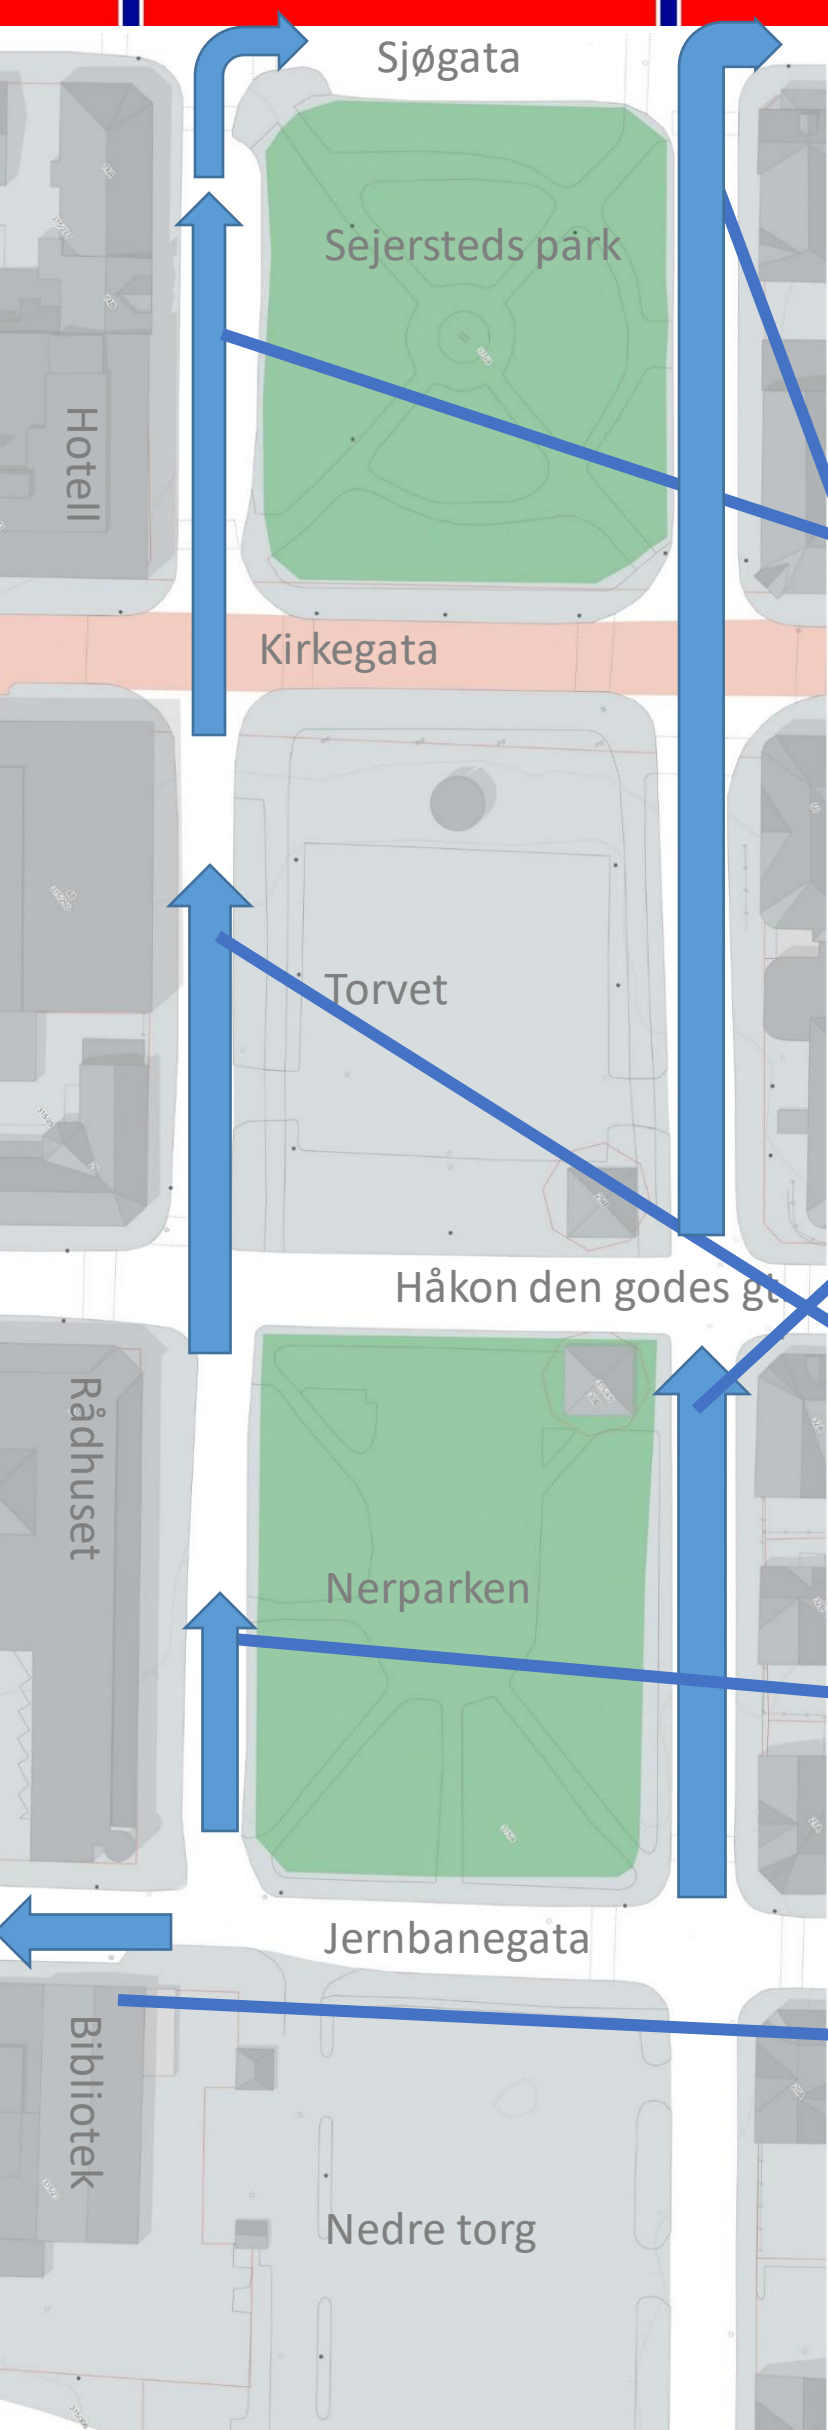 Sjøgata
Sejersteds park
Hotell
Kirkegata
Torvet
Håkon den godes gt
Rådhuset
Nerparken
Jernbanegata
Bibliotek
Nedre torg